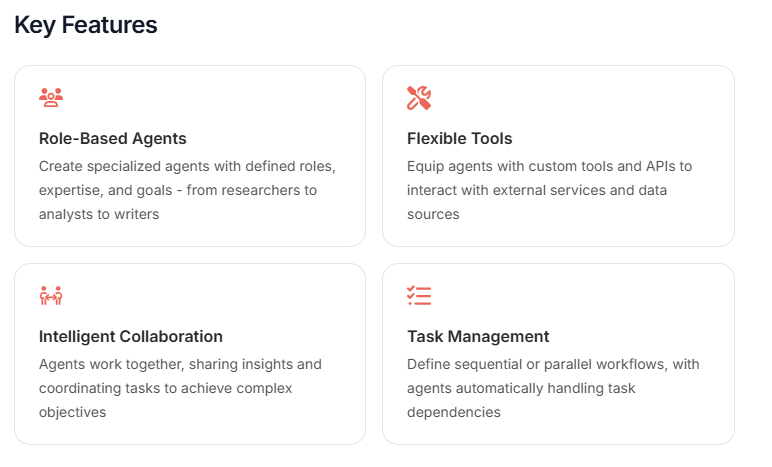 Key Features
Role-Based Agents
Create specialized agents with defined roles,
expertise, and goals - from researchers to
analysts to writers
Flexible Tools
Equip agents with custom tools and APIs to
interact with external services and data
sources
Intelligent Collaboration
Agents work together, sharing insights and
coordinating tasks to achieve complex
objectives
Task Management
Define sequential or parallel workflows, with
agents automatically handling task
dependencies